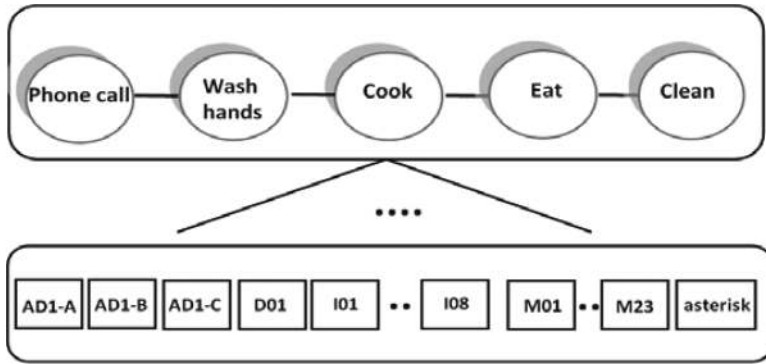 Phone call
Wash
hands
Cook
Eat
Clean
....
AD1-A AD1-B AD1-C D01 I01 .. I08 M01 .. M23 asterisk